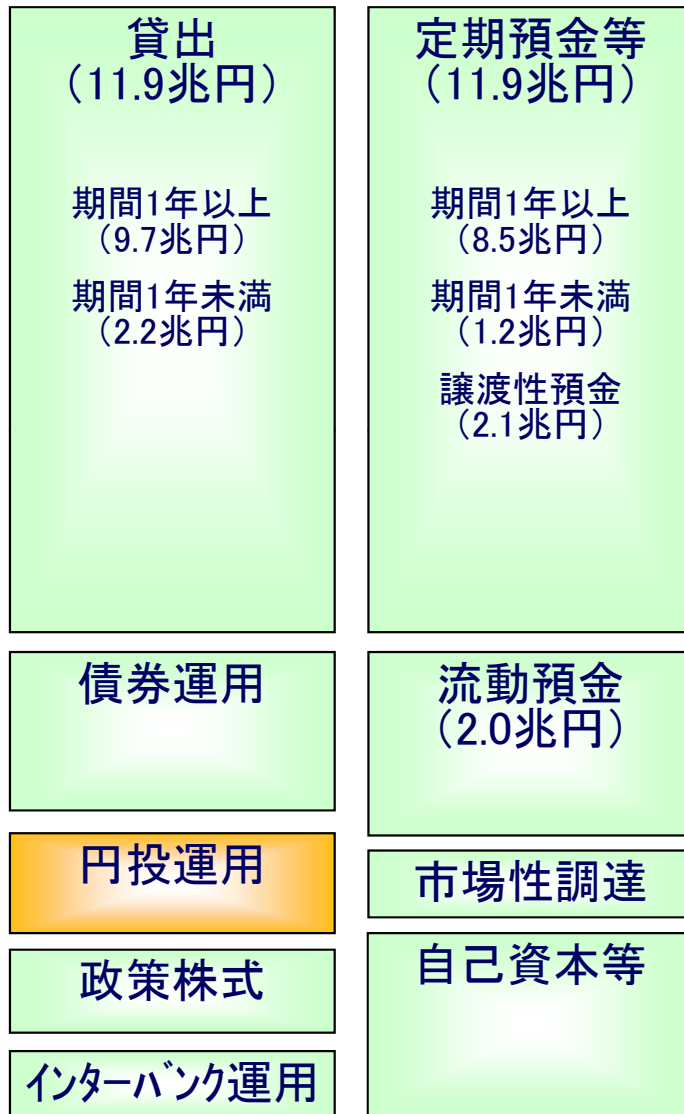 貸出
（11.9兆円）
期間1年以上
（9.7兆円）
期間1年未満
（2.2兆円）
債券運用
円投運用
政策株式
インターバンク運用
定期預金等
（11.9兆円）
期間1年以上
（8.5兆円）
期間1年未満
（1.2兆円）
譲渡性預金
（2.1兆円）
流動預金
（2.0兆円）
市場性調達
自己資本等